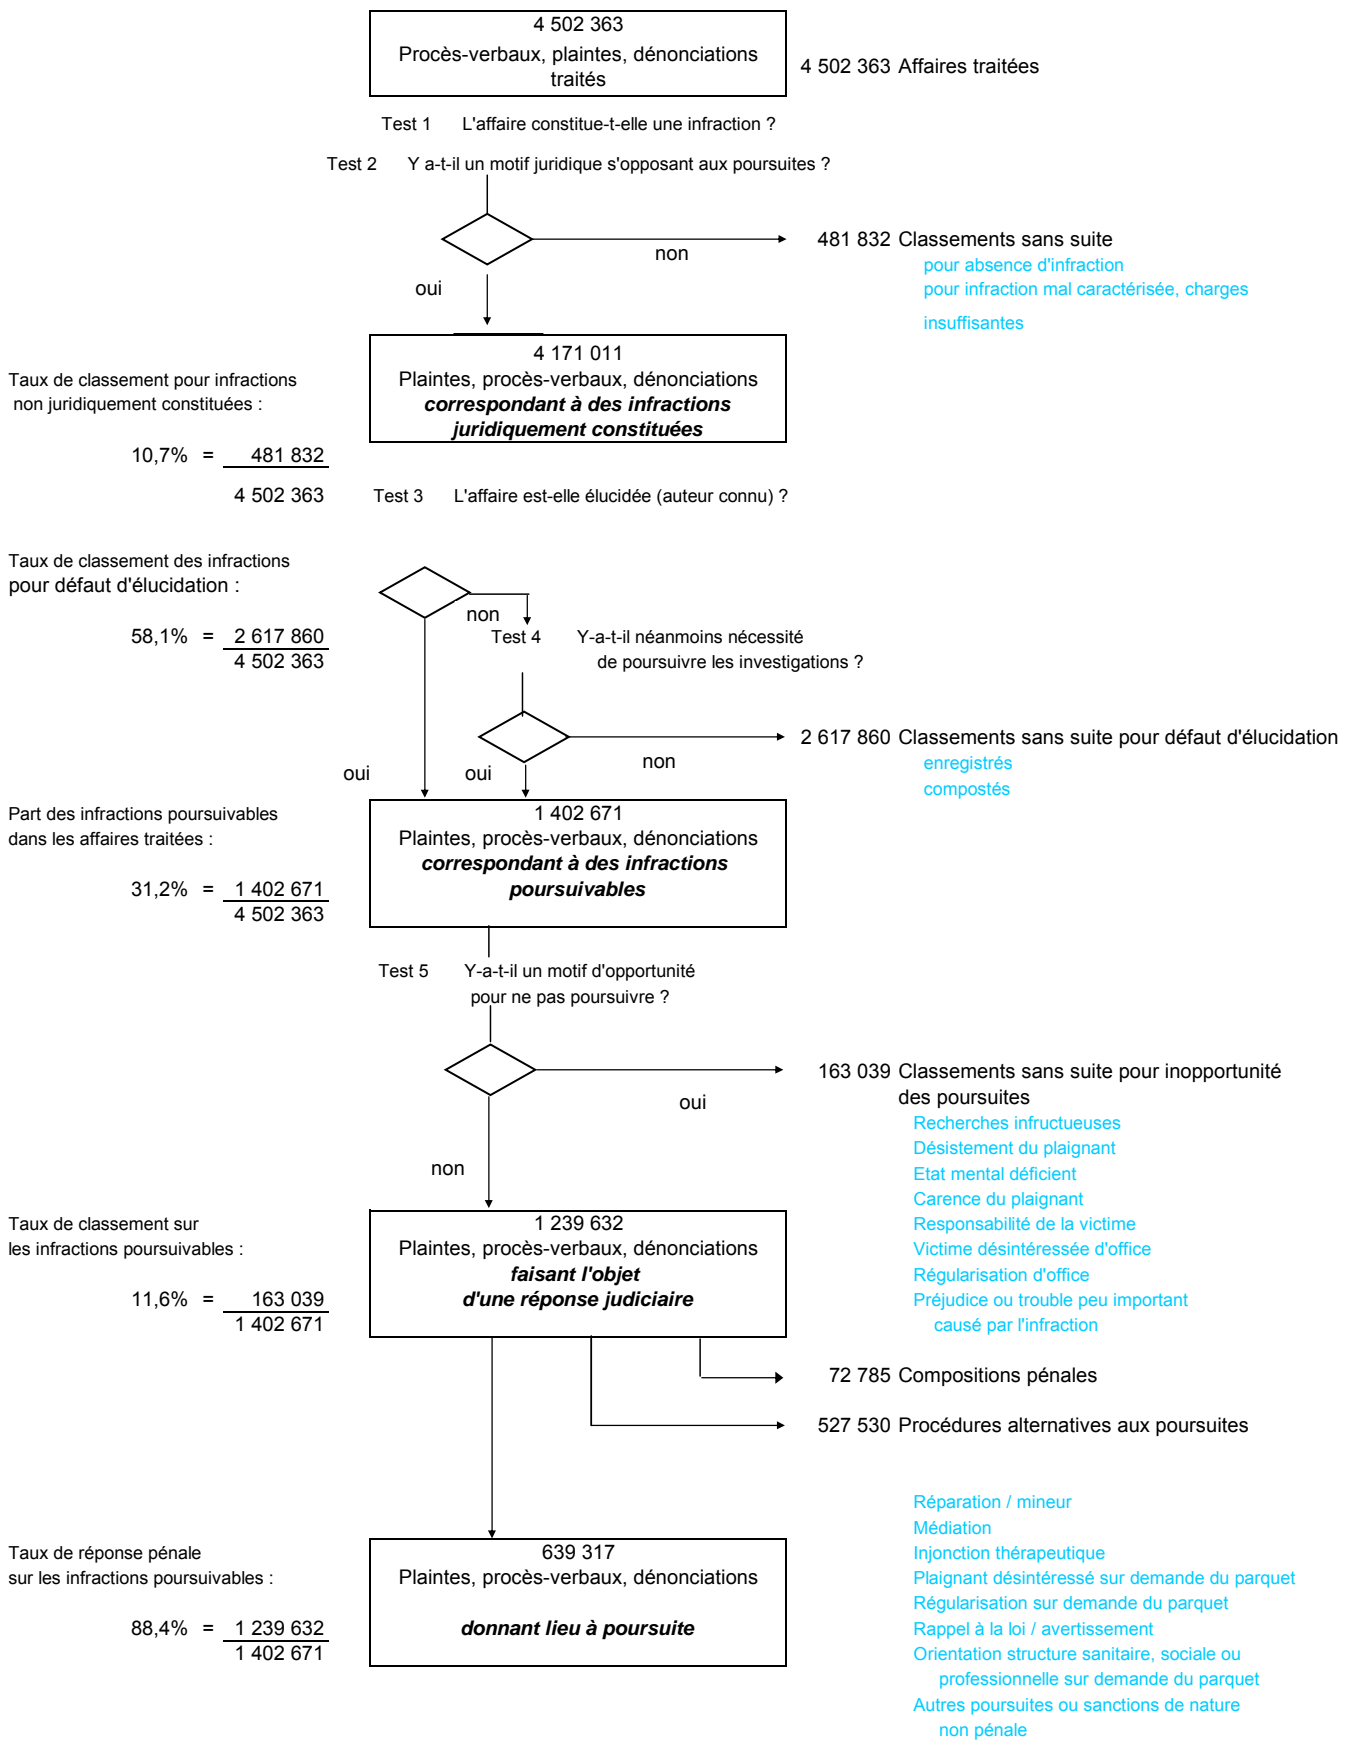 4 502 363
Procès-verbaux, plaintes, dénonciations
traités
4 502 363 Affaires traitées
Test 1 L'affaire constitue-t-elle une infraction ?
Test 2 Y a-t-il un motif juridique s'opposant aux poursuites ?
non
481 832 Classements sans suite
pour absence d'infraction
pour infraction mal caractérisée, charges
insuffisantes
oui
4 171 011
Plaintes, procès-verbaux, dénonciations
correspondant à des infractions
juridiquement constituées
Taux de classement pour infractions
non juridiquement constituées :
10,7% = 481 832
4 502 363
Test 3 L'affaire est-elle élucidée (auteur connu) ?
Taux de classement des infractions
pour défaut d'élucidation :
58,1% = 2 617 860
4 502 363
non
Test 4 Y-a-t-il néanmoins nécessité
de poursuivre les investigations ?
2 617 860 Classements sans suite pour défaut d'élucidation
enregistrés
compostés
non
oui
oui
1 402 671
Plaintes, procès-verbaux, dénonciations
correspondant à des infractions
poursuivables
Part des infractions poursuivables
dans les affaires traitées :
31,2% = 1 402 671
4 502 363
Test 5 Y-a-t-il un motif d'opportunité
pour ne pas poursuivre ?
oui
163 039 Classements sans suite pour inopportunité
des poursuites
Recherches infructueuses
Désistement du plaignant
Etat mental déficient
Carence du plaignant
Responsabilité de la victime
Victime désintéressée d'office
Régularisation d'office
Préjudice ou trouble peu important
causé par l'infraction
non
1 239 632
Plaintes, procès-verbaux, dénonciations
faisant l'objet
d'une réponse judiciaire
Taux de classement sur
les infractions poursuivables :
11,6% = 163 039
1 402 671
72 785 Compositions pénales
527 530 Procédures alternatives aux poursuites
Réparation / mineur
Médiation
Injonction thérapeutique
Plaignant désintéressé sur demande du parquet
Régularisation sur demande du parquet
Rappel à la loi / avertissement
Orientation structure sanitaire, sociale ou
professionnelle sur demande du parquet
Autres poursuites ou sanctions de nature
non pénale
639 317
Plaintes, procès-verbaux, dénonciations
donnant lieu à poursuite
Taux de réponse pénale
sur les infractions poursuivables :
88,4% = 1 239 632
1 402 671